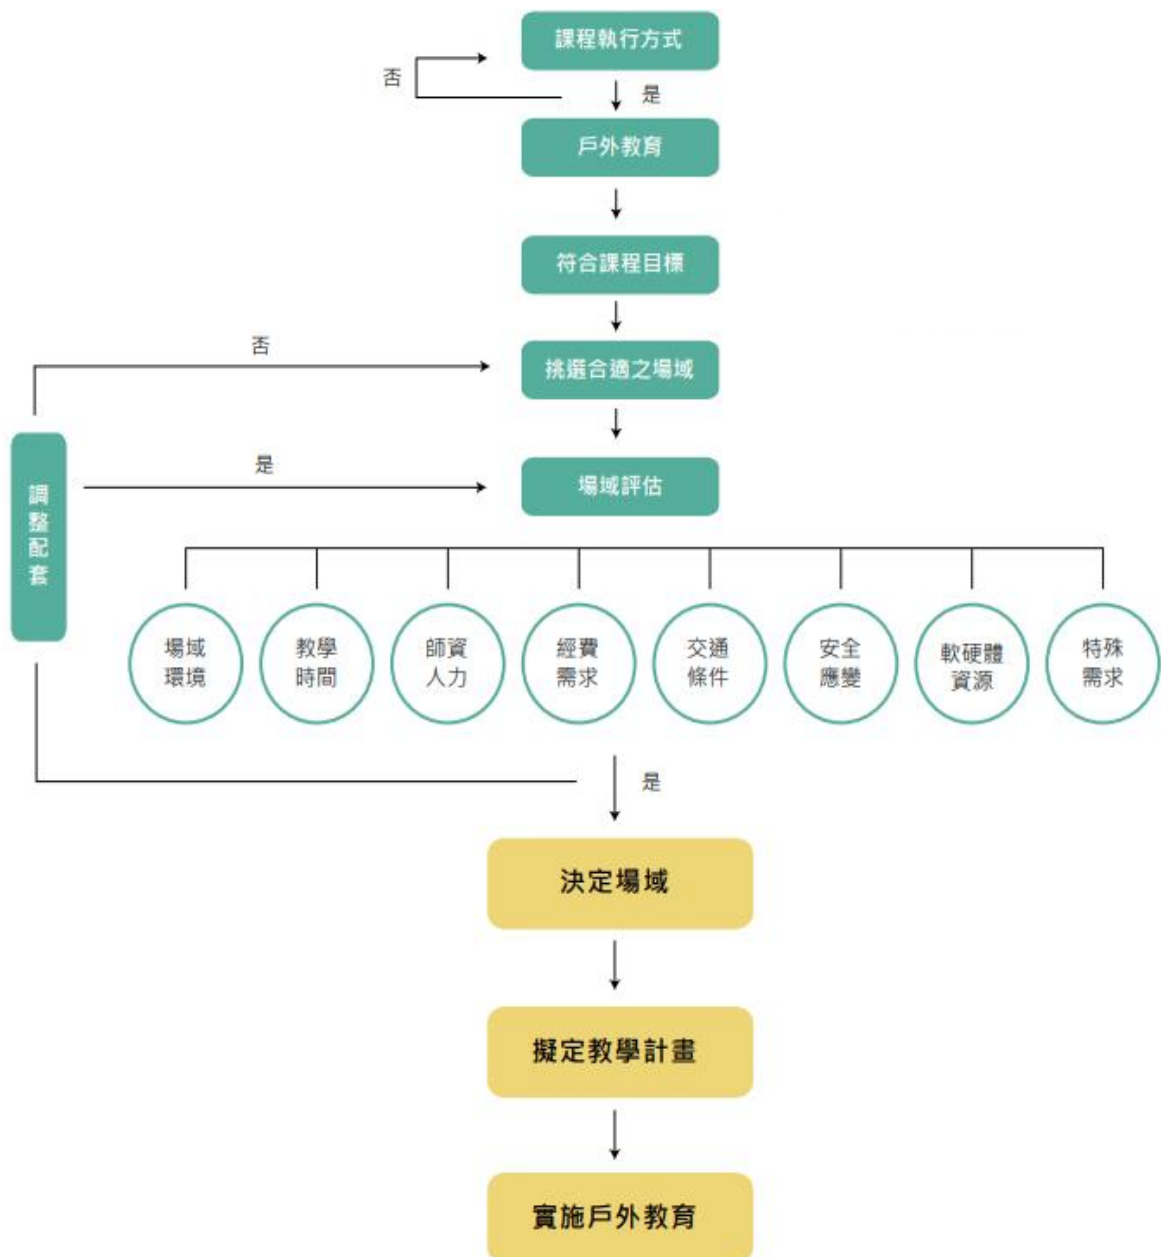 課程執行方式
否
是
戶外教育
符合課程目標
否
挑選合適之場域
是
場域評估
調整配套
場域
環境
教學
時間
師資
人力
經費
需求
交通
條件
安全
應變
軟硬體
資源
特殊
需求
是
決定場域
擬定教學計畫
實施戶外教育